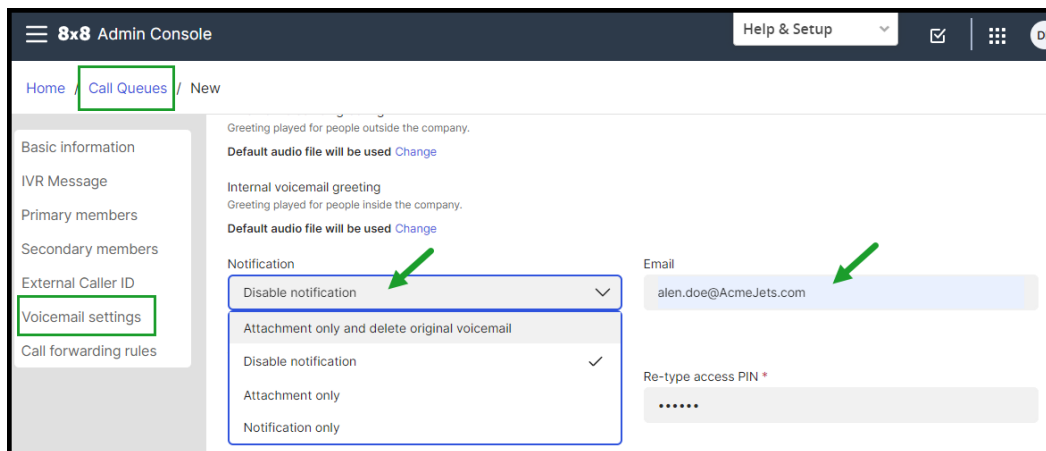 8x8 Admin Console
Help & Setup
Home / Call Queues / New
Basic information
IVR Message
Primary members
Secondary members
External Caller ID
Voicemail settings
Call forwarding rules
Greeting played for people outside the company.
Default audio file will be used Change
Internal voicemail greeting
Greeting played for people inside the company.
Default audio file will be used Change
Notification
Disable notification
Attachment only and delete original voicemail
Disable notification
Attachment only
Notification only
Email
alen.doe@AcmeJets.com
Re-type access PIN *
••••••